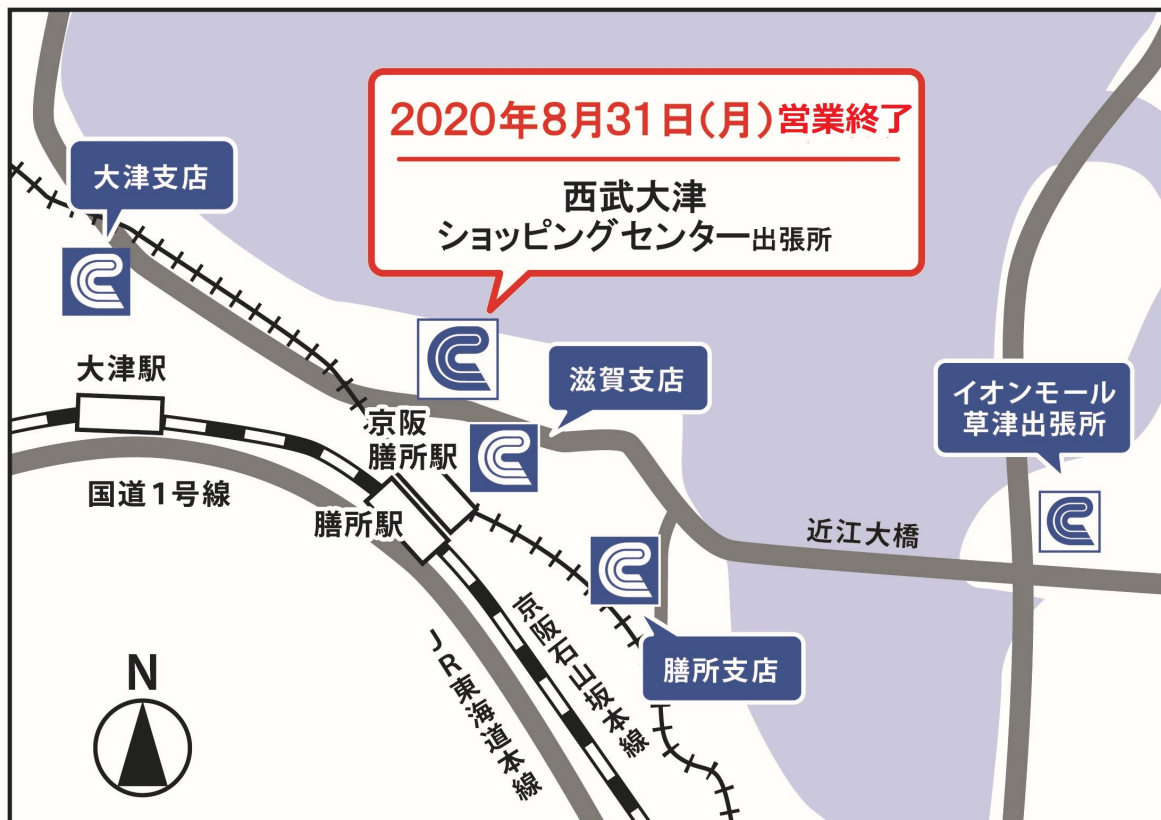 2020年8月31日(月)営業終了
西武大津
ショッピングセンター出張所
大津支店
大津駅
国道1号線
京阪
膳所駅
膳所駅
滋賀支店
イオンモール
草津出張所
近江大橋
膳所支店
京阪石山坂本線
JR東海道本線
N